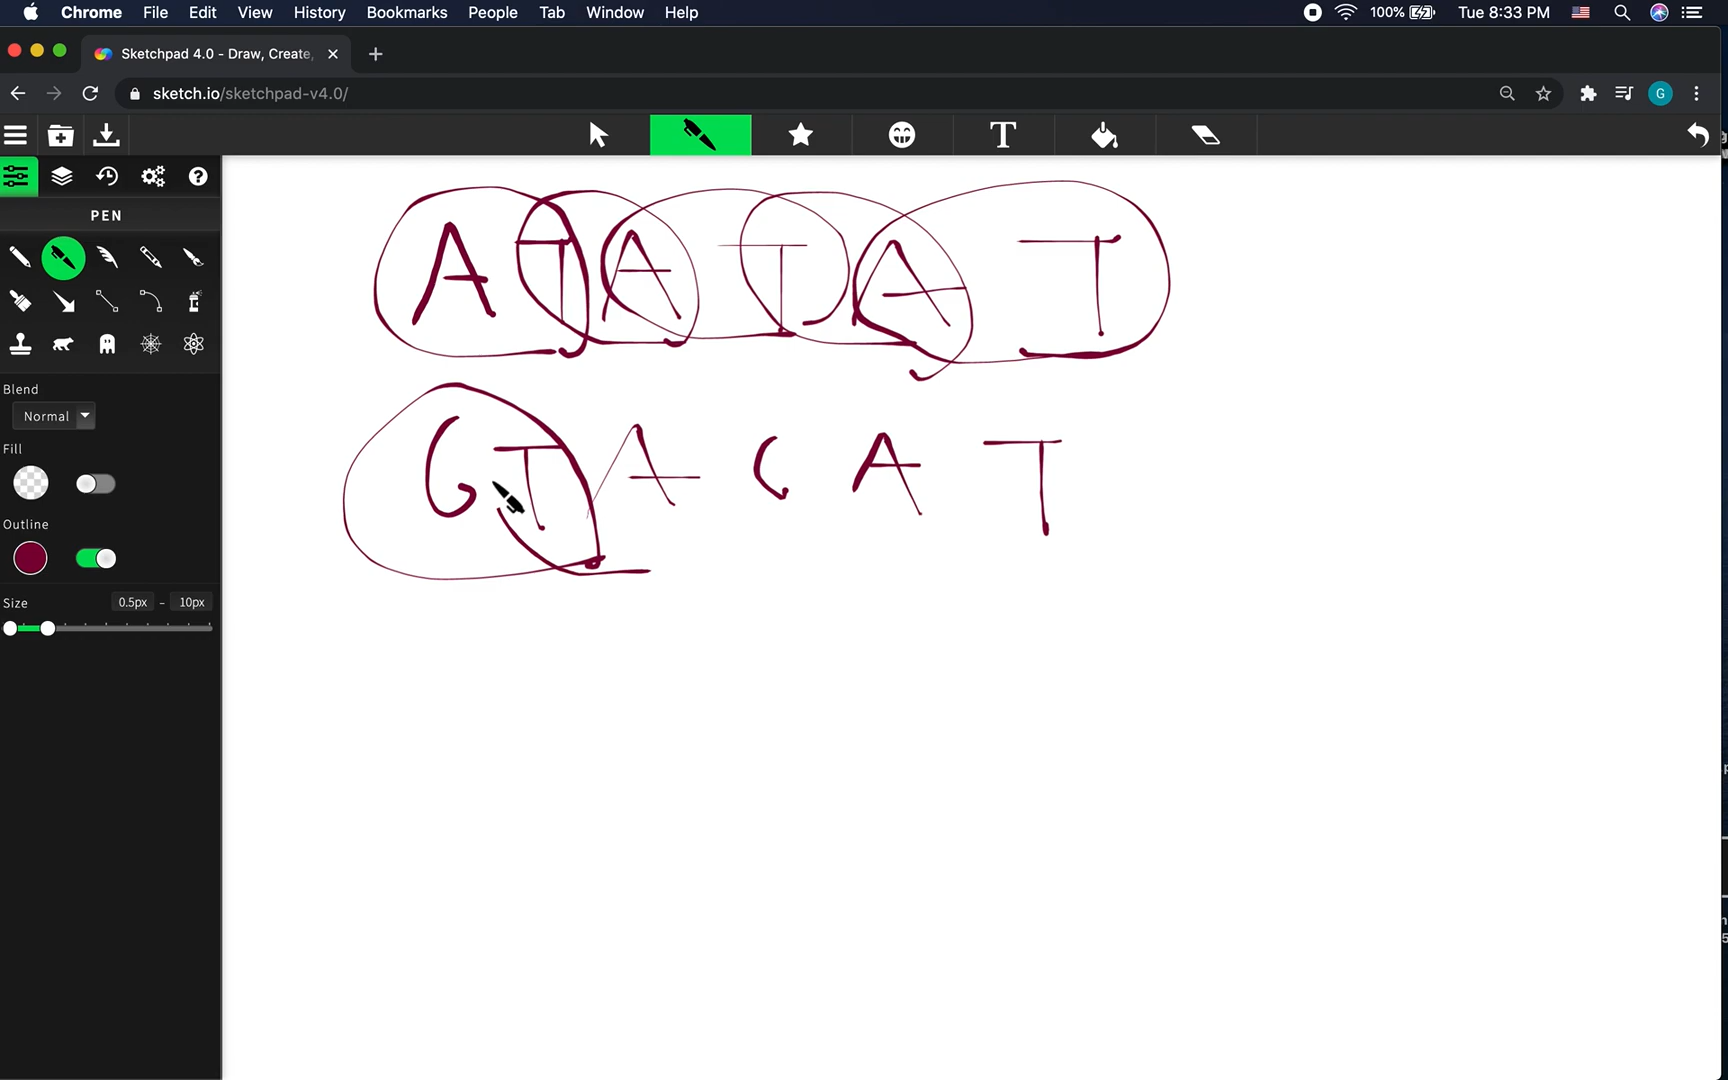 Chrome File Edit View History Bookmarks People Tab Window Help 100% Tue 8:33 PM
Sketchpad 4.0 - Draw, Create,
sketch.io/sketchpad-v4.0/ G
T
PEN
Blend
Normal
Fill
Outline
Size 0.5px - 10px
A T A T A T
G T A C A T